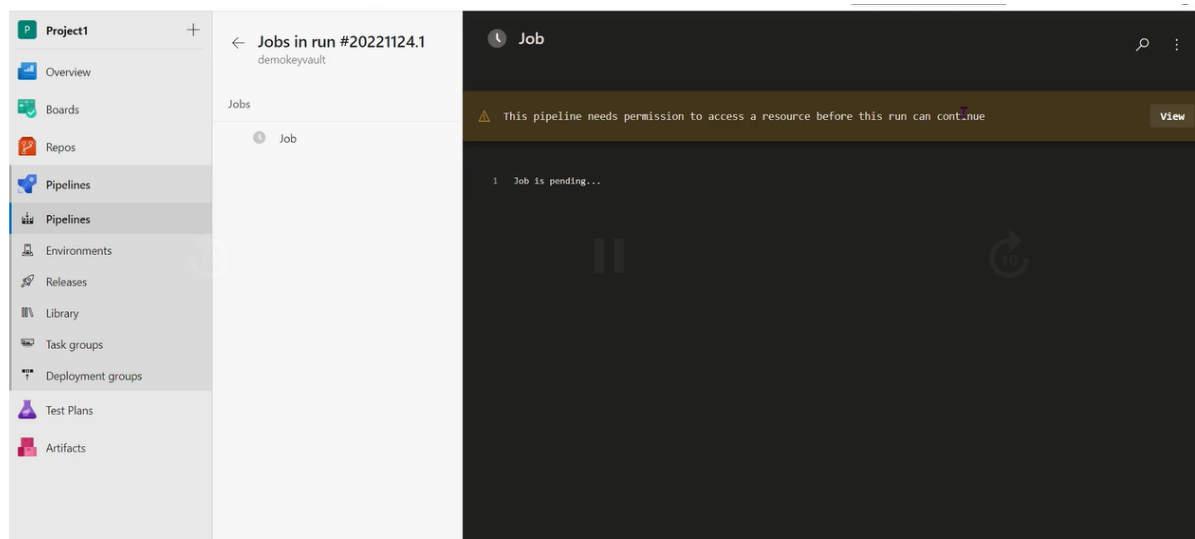 P Project1
Overview
Boards
Repos
Pipelines
Pipelines
Environments
Releases
Library
Task groups
Deployment groups
Test Plans
Artifacts
Jobs in run #20221124.1
demokeyvault
Jobs
Job
Job
This pipeline needs permission to access a resource before this run can continue
View
1 Job is pending...
10